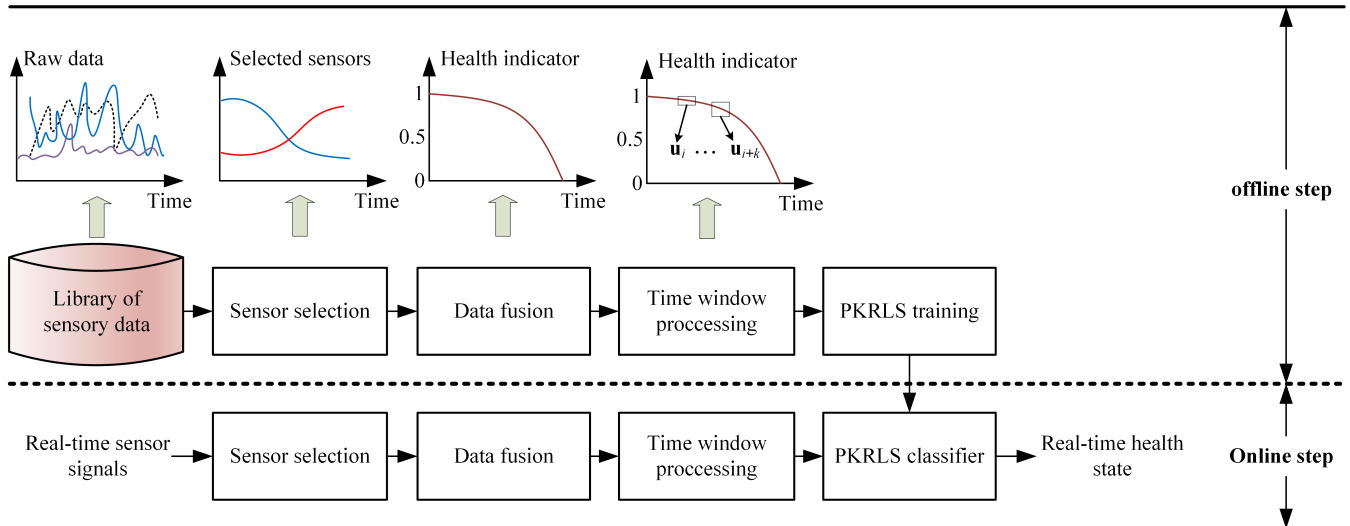 Raw data
Time
Selected sensors
Time
Health indicator
1
0.5
0
Time
Health indicator
1
0.5
0
u_i … u_{i+k}
Time
offline step
Library of
sensory data
Sensor selection
Data fusion
Time window
proccessing
PKRLS training
Real-time sensor
signals
Sensor selection
Data fusion
Time window
proccessing
PKRLS classifier
Real-time health
state
Online step